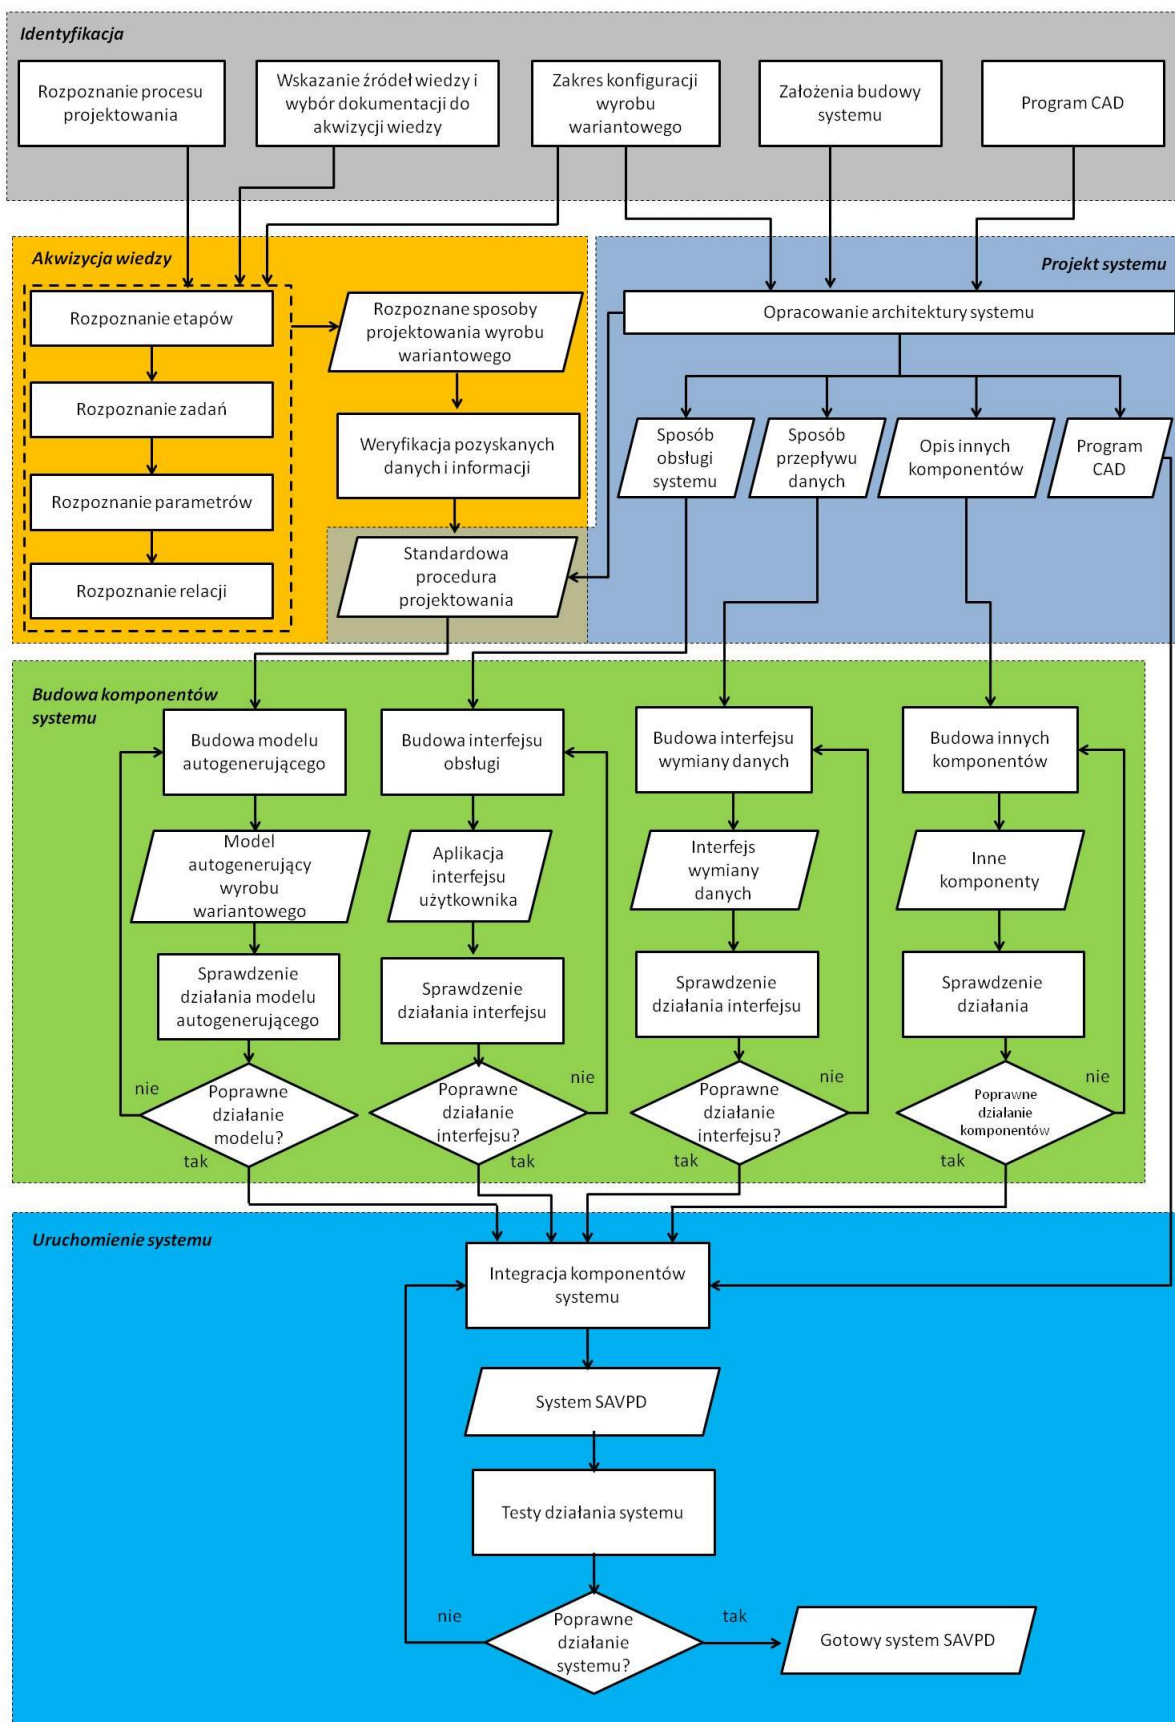 Identyfikacja
Rozpoznanie procesu
projektowania
Wskazanie źródeł wiedzy i
wybór dokumentacji do
akwizycji wiedzy
Zakres konfiguracji
wyrobu
wariantowego
Założenia budowy
systemu
Program CAD
Akwizycja wiedzy
Rozpoznanie etapów
Rozpoznanie zadań
Rozpoznanie parametrów
Rozpoznanie relacji
Rozpoznane sposoby
projektowania wyrobu
wariantowego
Weryfikacja pozyskanych
danych i informacji
Standardowa
procedura
projektowania
Projekt systemu
Opracowanie architektury systemu
Sposób
obsługi
systemu
Sposób
przepływu
danych
Opis innych
komponentów
Program
CAD
Budowa komponentów
systemu
Budowa modelu
autogenerującego
Model
autogenerujący
wyrobu
wariantowego
Sprawdzenie
działania modelu
autogenerującego
nie
Poprawne
działanie
modelu?
tak
Budowa interfejsu
obsługi
Aplikacja
interfejsu
użytkownika
Sprawdzenie
działania interfejsu
nie
Poprawne
działanie
interfejsu?
tak
Budowa interfejsu
wymiany danych
Interfejs
wymiany
danych
Sprawdzenie
działania interfejsu
nie
Poprawne
działanie
interfejsu?
tak
Budowa innych
komponentów
Inne
komponenty
Sprawdzenie
działania
nie
Poprawne
działanie
komponentów
tak
Uruchomienie systemu
Integracja komponentów
systemu
System SAVPD
Testy działania systemu
nie
Poprawne
działanie
systemu?
tak
Gotowy system SAVPD